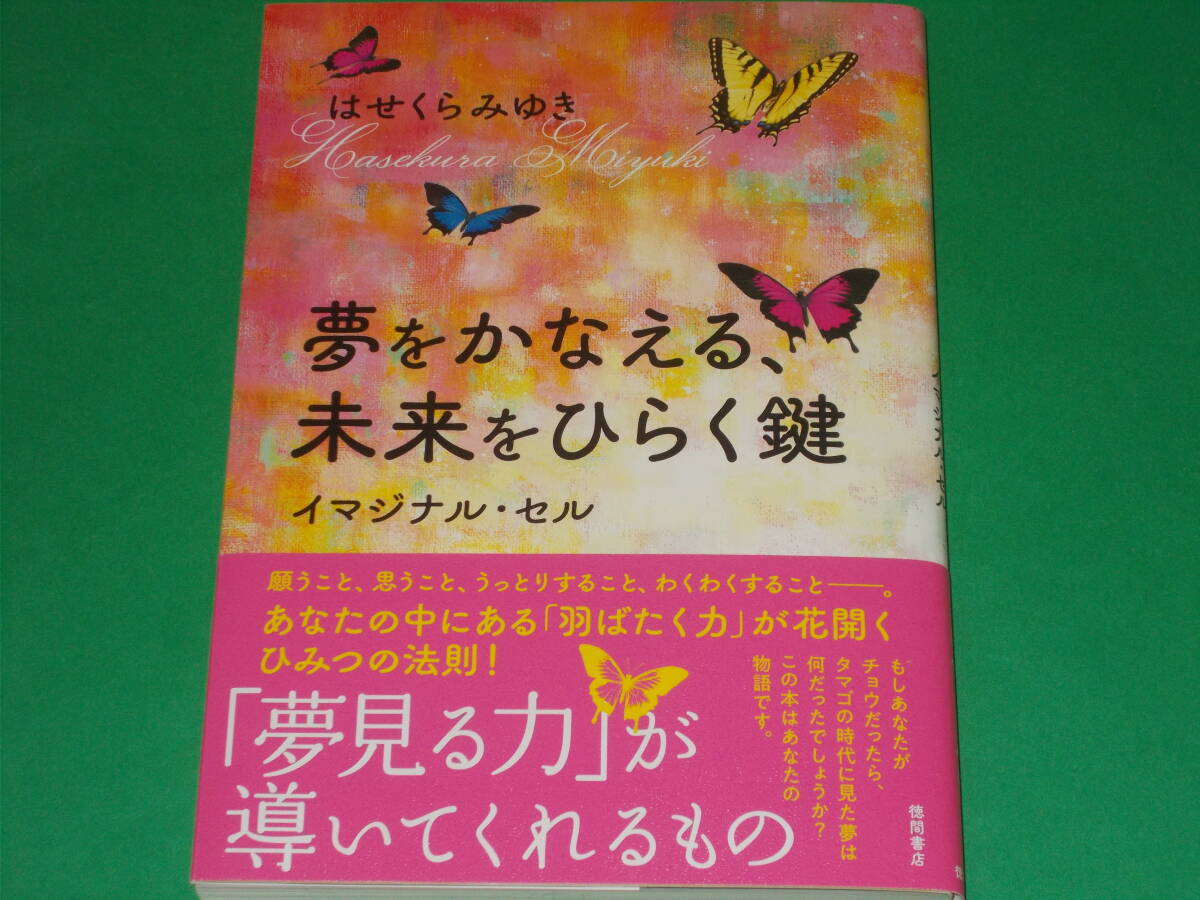 はせくらみゆき
Hasekura Miyuki
夢をかなえる、
未来をひらく鍵
イマジナル・セル
願うこと、思うこと、うっとりすること、わくわくすること――。
あなたの中にある「羽ばたく力」が花開く
ひみつの法則!
「夢見る力」が
導いてくれるもの
もしあなたが
チョウだったら、
タマゴの時代に見た夢は
何だったでしょうか?
この本はあなたの
物語です。
徳間書店